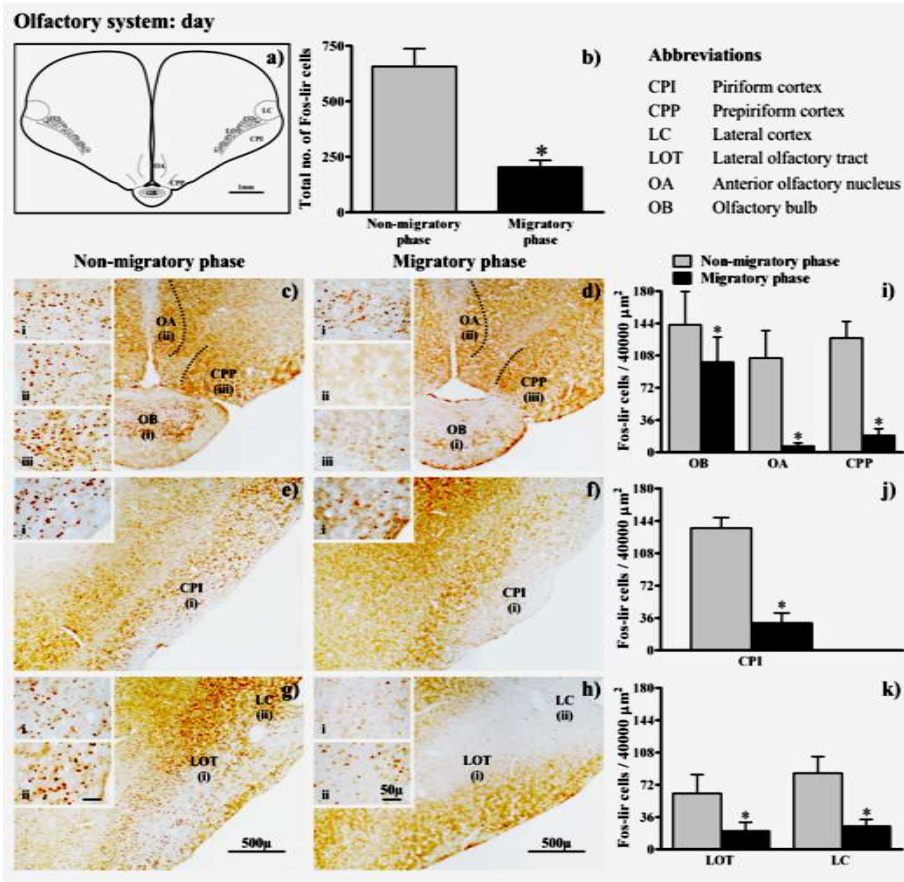 Olfactory system: day
a)
LC
LOT
CPI
OA
CPP
OB
1mm
b)
Total no. of Fos-lir cells
750
500
250
0
*
Non-migratory phase
Migratory phase
Abbreviations
CPI Piriform cortex
CPP Prepiriform cortex
LC Lateral cortex
LOT Lateral olfactory tract
OA Anterior olfactory nucleus
OB Olfactory bulb
Non-migratory phase
Migratory phase
c)
i
ii
iii
OA
(ii)
CPP
(iii)
OB
(i)
d)
i
ii
iii
OA
(ii)
CPP
(iii)
OB
(i)
Non-migratory phase
Migratory phase
i)
Fos-lir cells / 40000 µm²
180
144
108
72
36
0
*
*
*
OB
OA
CPP
e)
i
CPI
(i)
f)
i
CPI
(i)
j)
Fos-lir cells / 40000 µm²
180
144
108
72
36
0
*
CPI
g)
i
ii
LC
(ii)
LOT
(i)
500µ
h)
i
ii
50µ
LC
(ii)
LOT
(i)
500µ
k)
Fos-lir cells / 40000 µm²
180
144
108
72
36
0
*
*
LOT
LC